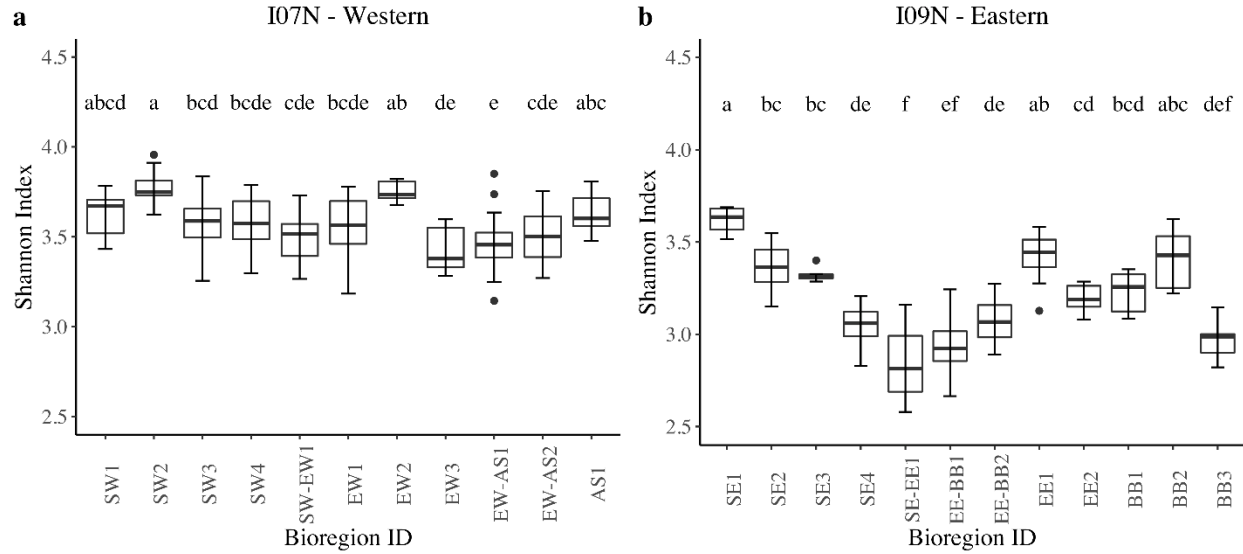 a
I07N - Western
4.5
4.0
3.5
3.0
2.5
Shannon Index
abcd a bcd bcde cde bcde ab de e cde abc
SW1 SW2 SW3 SW4 SW-EW1 EW1 EW2 EW3 EW-AS1 EW-AS2 AS1
Bioregion ID
b
I09N - Eastern
4.5
4.0
3.5
3.0
2.5
Shannon Index
a bc bc de f ef de ab cd bcd abc def
SE1 SE2 SE3 SE4 SE-EE1 EE-BB1 EE-BB2 EE1 EE2 BB1 BB2 BB3
Bioregion ID